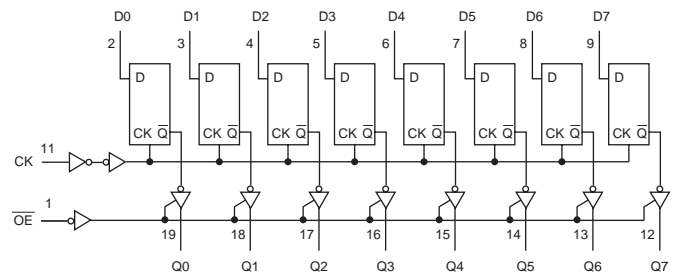 D0 D1 D2 D3 D4 D5 D6 D7
2 3 4 5 6 7 8 9
D D D D D D D D
CK Q̅ CK Q̅ CK Q̅ CK Q̅ CK Q̅ CK Q̅ CK Q̅ CK Q̅
CK 11
O̅E̅ 1
19 18 17 16 15 14 13 12
Q0 Q1 Q2 Q3 Q4 Q5 Q6 Q7